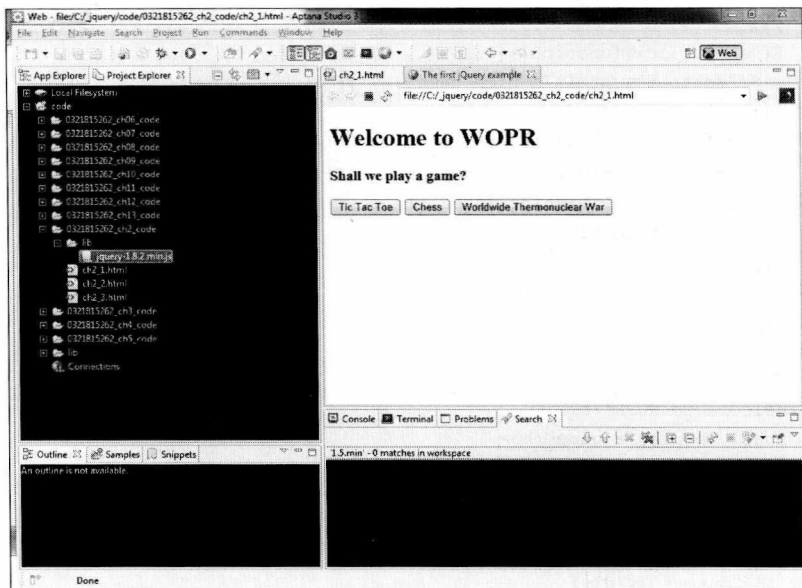 Web - file:/C:/_jquery/code/0321815262_ch2_code/ch2_1.html - Aptana Studio 3
File Edit Navigate Search Project Run Commands Window Help
Web
App Explorer Project Explorer
ch2_1.html The first jQuery example
file://C:/_jquery/code/0321815262_ch2_code/ch2_1.html
Local Filesystem
code
0321815262_ch06_code
0321815262_ch07_code
0321815262_ch08_code
0321815262_ch09_code
0321815262_ch10_code
0321815262_ch11_code
0321815262_ch12_code
0321815262_ch13_code
0321815262_ch2_code
lib
jquery-1.8.2.min.js
ch2_1.html
ch2_2.html
ch2_3.html
0321815262_ch3_code
0321815262_ch4_code
0321815262_ch5_code
lib
Connections
Welcome to WOPR
Shall we play a game?
Tic Tac Toe Chess Worldwide Thermonuclear War
Console Terminal Problems Search
'1.5.min' - 0 matches in workspace
Outline Samples Snippets
An outline is not available.
Done